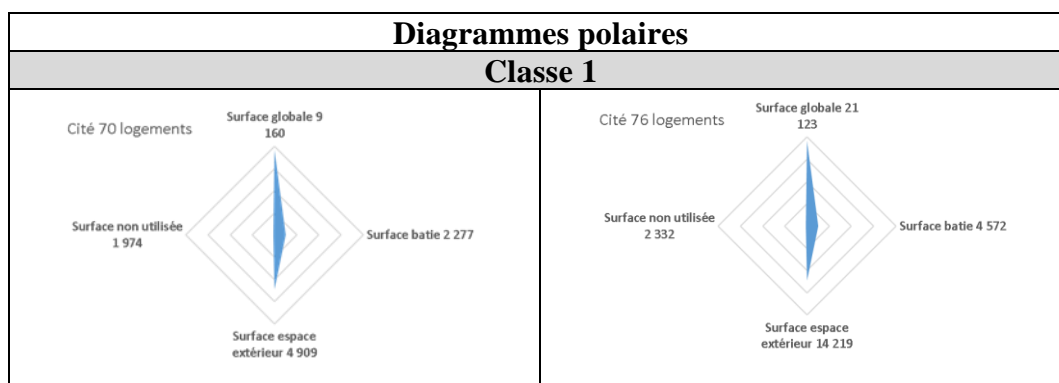 Diagrammes polaires
Classe 1
Cité 70 logements
Surface globale 9
160
Surface non utilisée
1 974
Surface batie 2 277
Surface espace
extérieur 4 909
Cité 76 logements
Surface globale 21
123
Surface non utilisée
2 332
Surface batie 4 572
Surface espace
extérieur 14 219